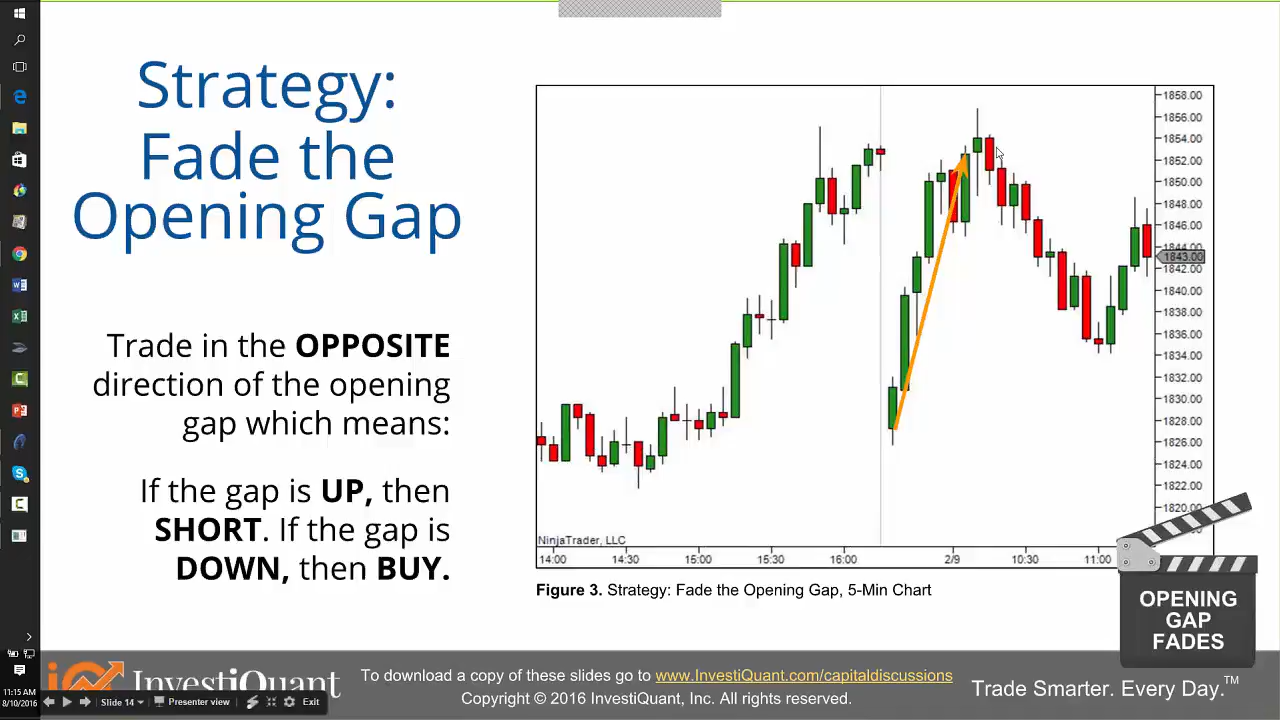 Strategy:
Fade the
Opening Gap
Trade in the OPPOSITE
direction of the opening
gap which means:
If the gap is UP, then
SHORT. If the gap is
DOWN, then BUY.
1858.00
1856.00
1854.00
1852.00
1850.00
1848.00
1846.00
1844.00
1843.00
1842.00
1840.00
1838.00
1836.00
1834.00
1832.00
1830.00
1828.00
1826.00
1824.00
1822.00
1820.00
NinjaTrader, LLC
14:00 14:30 15:00 15:30 16:00 2/9 10:30 11:00
Figure 3. Strategy: Fade the Opening Gap, 5-Min Chart
OPENING
GAP
FADES
InvestiQuant
To download a copy of these slides go to www.InvestiQuant.com/capitaldiscussions
Copyright © 2016 InvestiQuant, Inc. All rights reserved.
Trade Smarter. Every Day.™
11:15 AM
8/10/2016
Slide 14
Presenter view
Exit